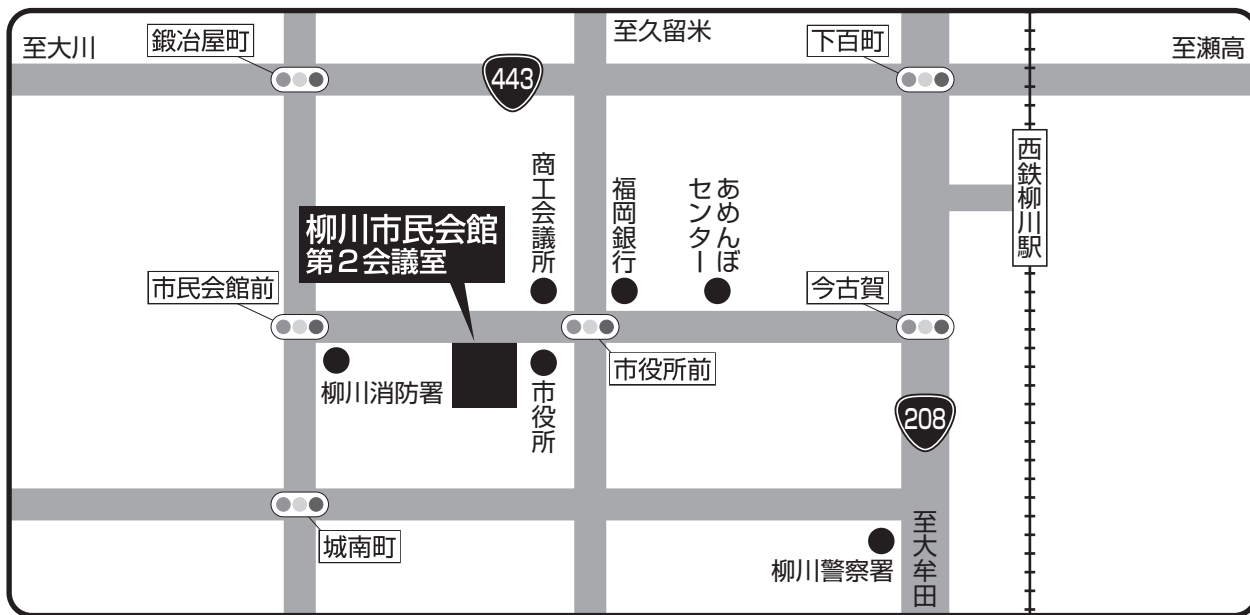 至大川
鍛冶屋町
至久留米
下百町
至瀬高
443
西鉄柳川駅
商工会議所
福岡銀行
あめんぼ
センター
柳川市民会館
第2会議室
市民会館前
今古賀
柳川消防署
市役所
市役所前
208
城南町
柳川警察署
至大牟田